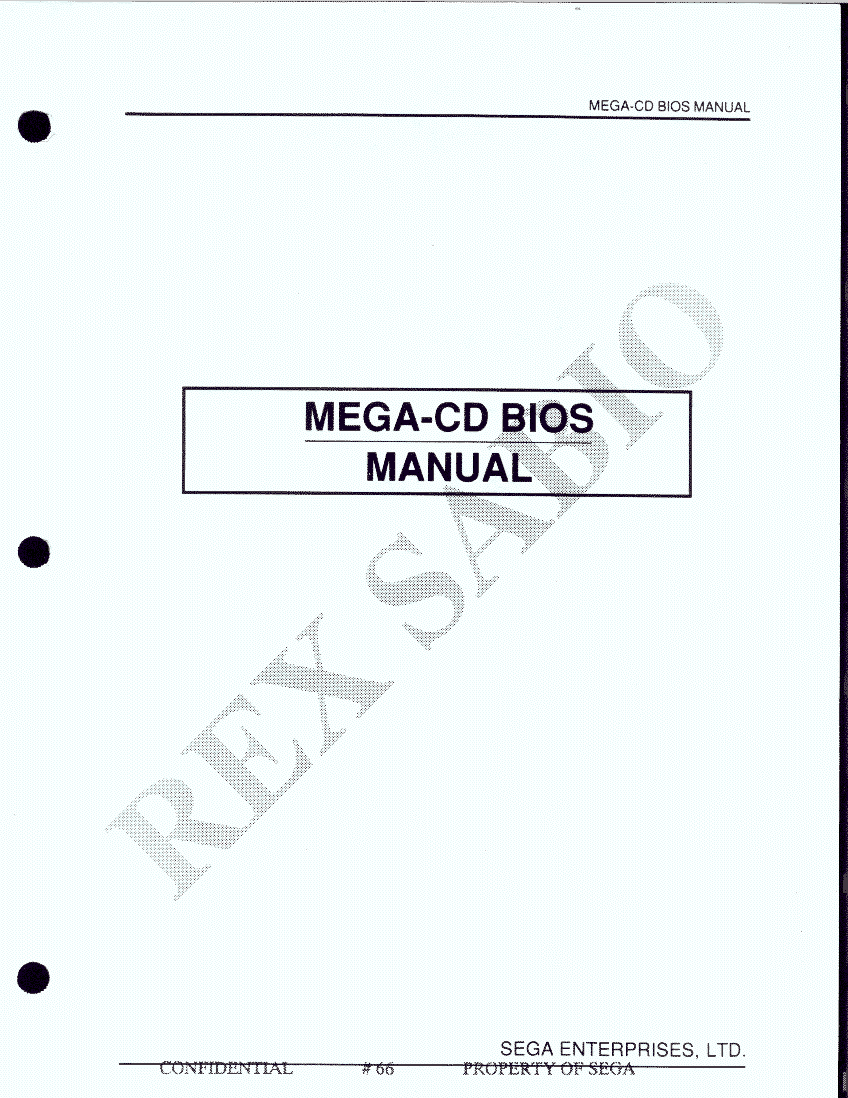 MEGA-CD BIOS MANUAL
MEGA-CD BIOS
MANUAL
REX SABIO
SEGA ENTERPRISES, LTD.
CONFIDENTIAL # 66 PROPERTY OF SEGA